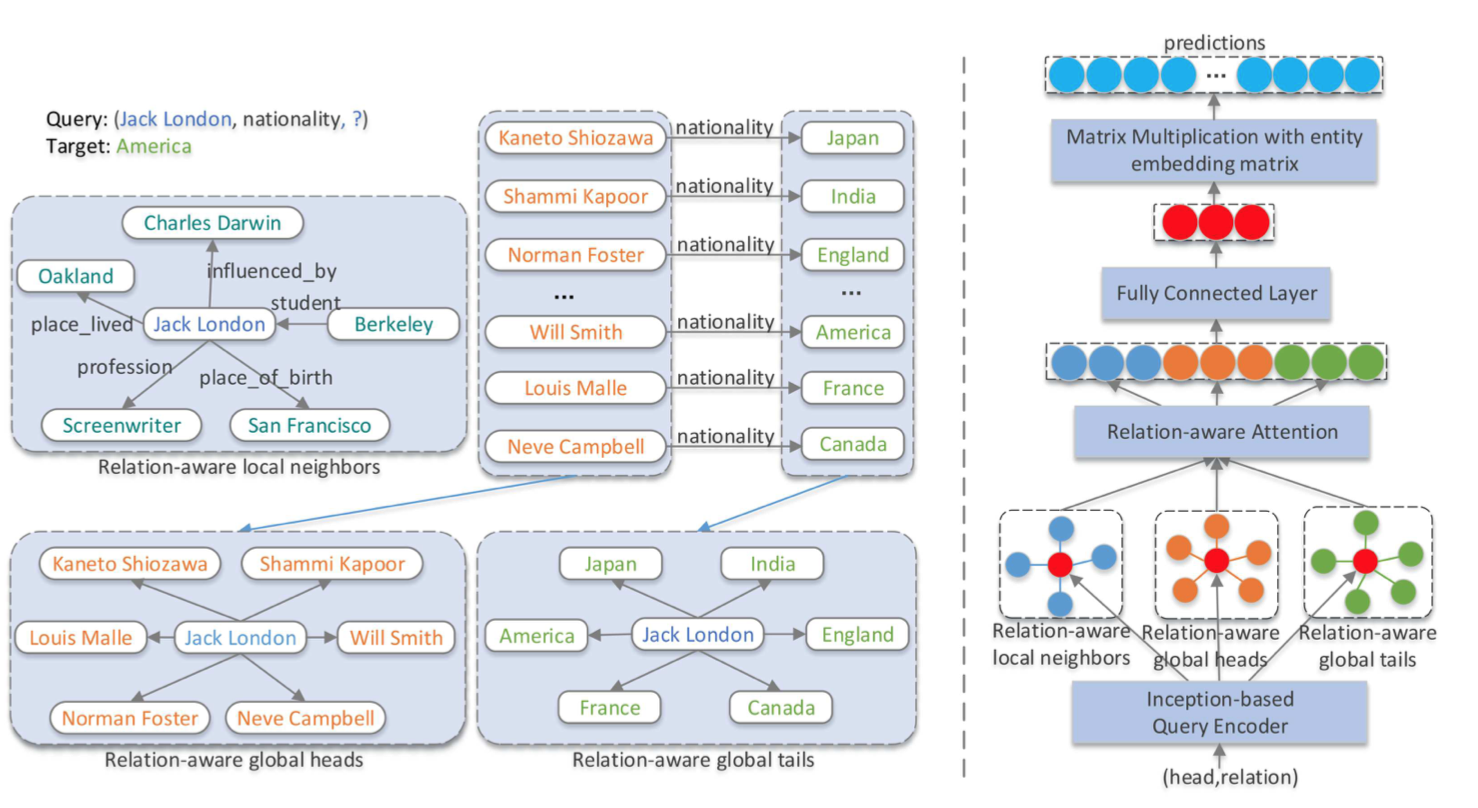 Query: (Jack London, nationality, ?)
Target: America
Charles Darwin
Oakland
influenced_by
student
place_lived
Jack London
Berkeley
profession
place_of_birth
Screenwriter
San Francisco
Relation-aware local neighbors
Kaneto Shiozawa
nationality
Japan
Shammi Kapoor
nationality
India
Norman Foster
nationality
England
...
...
Will Smith
nationality
America
Louis Malle
nationality
France
Neve Campbell
nationality
Canada
Kaneto Shiozawa
Shammi Kapoor
Louis Malle
Jack London
Will Smith
Norman Foster
Neve Campbell
Relation-aware global heads
Japan
India
America
Jack London
England
France
Canada
Relation-aware global tails
predictions
...
Matrix Multiplication with entity
embedding matrix
Fully Connected Layer
Relation-aware Attention
Relation-aware
local neighbors
Relation-aware
global heads
Relation-aware
global tails
Inception-based
Query Encoder
(head,relation)